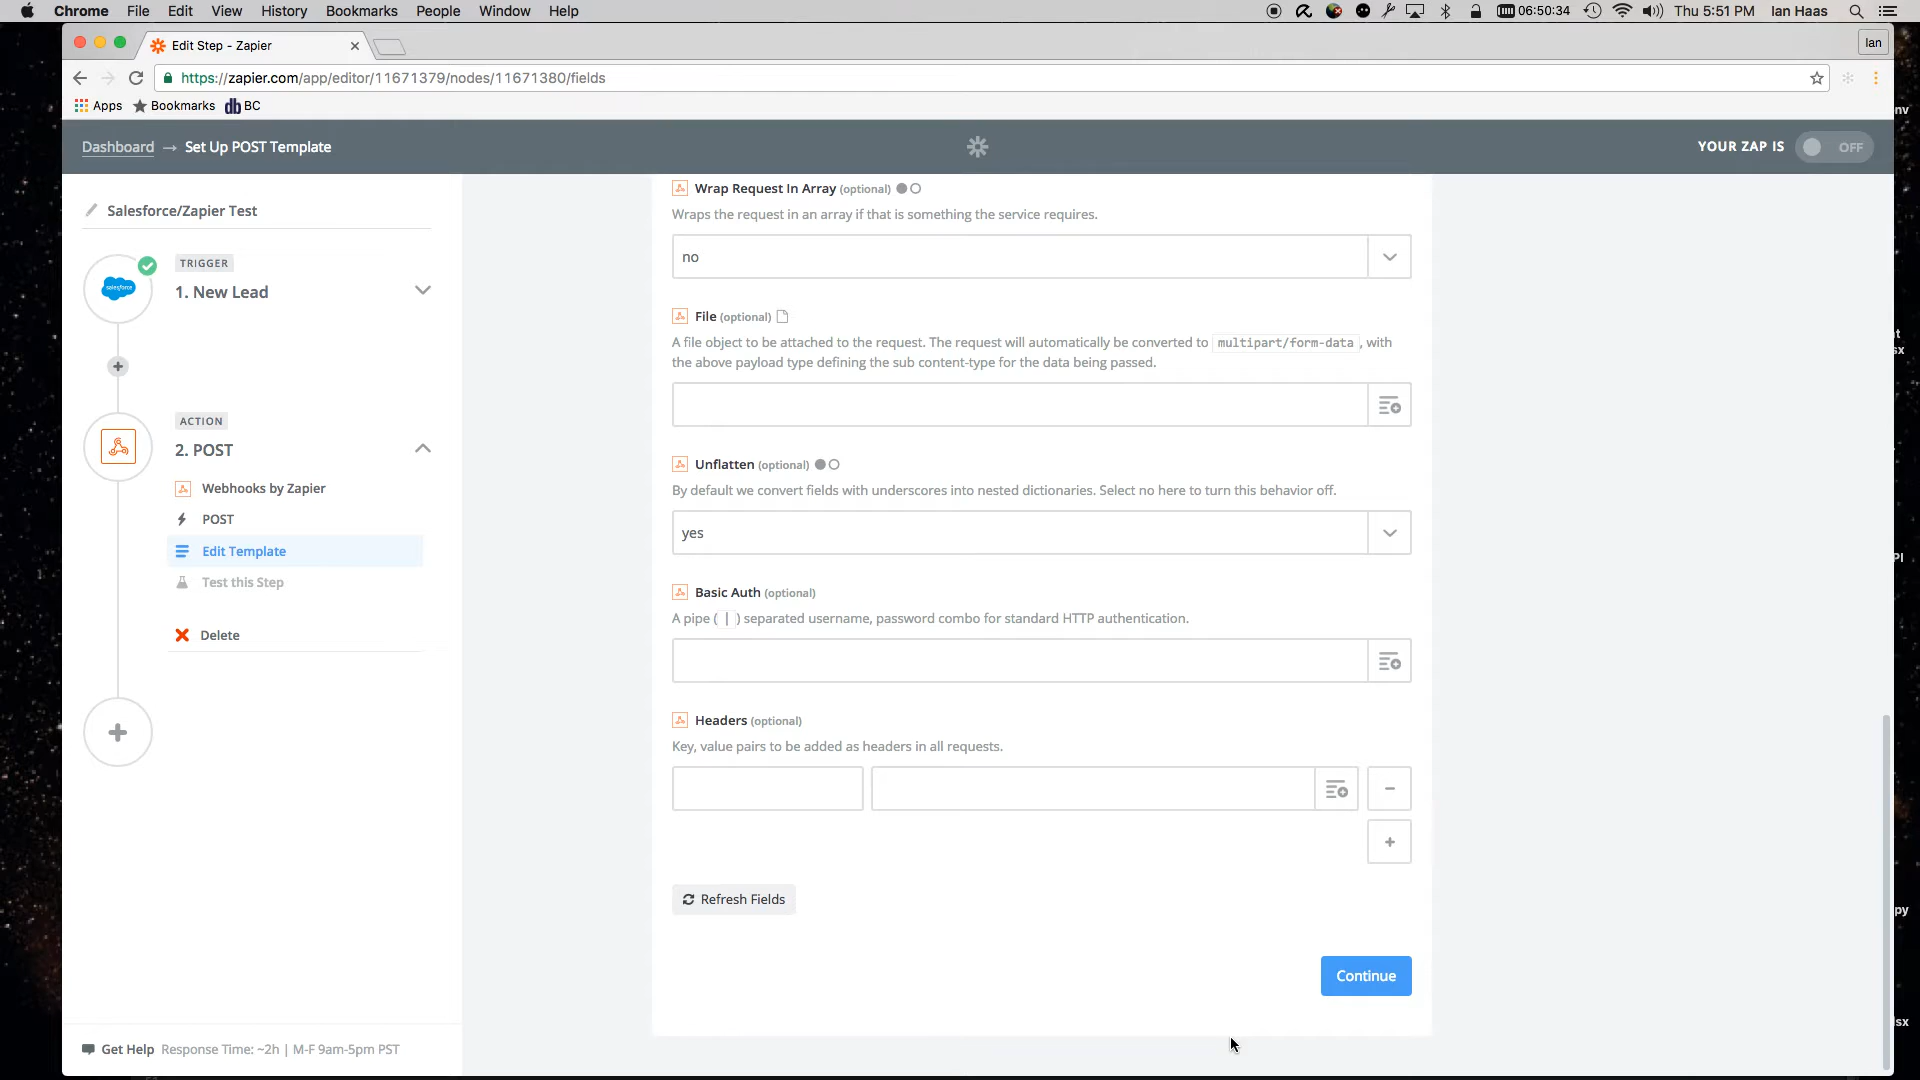 Chrome File Edit View History Bookmarks People Window Help 06:50:34 Thu 5:51 PM Ian Haas
Edit Step - Zapier
Ian
https://zapier.com/app/editor/11671379/nodes/11671380/fields
Apps Bookmarks db BC
Dashboard → Set Up POST Template
YOUR ZAP IS OFF
Salesforce/Zapier Test
TRIGGER
salesforce
1. New Lead
ACTION
2. POST
Webhooks by Zapier
POST
Edit Template
Test this Step
Delete
Get Help Response Time: ~2h | M-F 9am-5pm PST
Wrap Request In Array (optional)
Wraps the request in an array if that is something the service requires.
no
File (optional)
A file object to be attached to the request. The request will automatically be converted to multipart/form-data , with
the above payload type defining the sub content-type for the data being passed.
Unflatten (optional)
By default we convert fields with underscores into nested dictionaries. Select no here to turn this behavior off.
yes
Basic Auth (optional)
A pipe ( | ) separated username, password combo for standard HTTP authentication.
Headers (optional)
Key, value pairs to be added as headers in all requests.
Refresh Fields
Continue